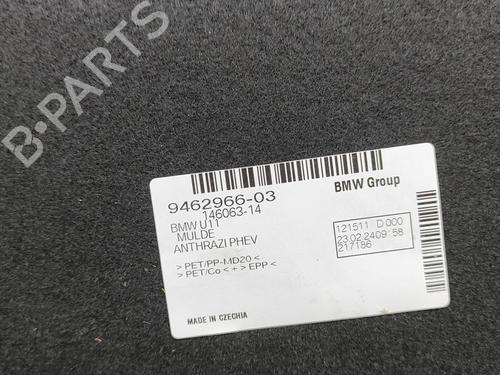 B-PARTS
9462966-03
BMW Group
146063-14
BMW U11
MULDE
ANTHRAZI PHEV
121511 D 000
23.02.2409:58
217186
>PET/PP-MD20<
>PET/Co<+>EPP<
MADE IN CZECHIA